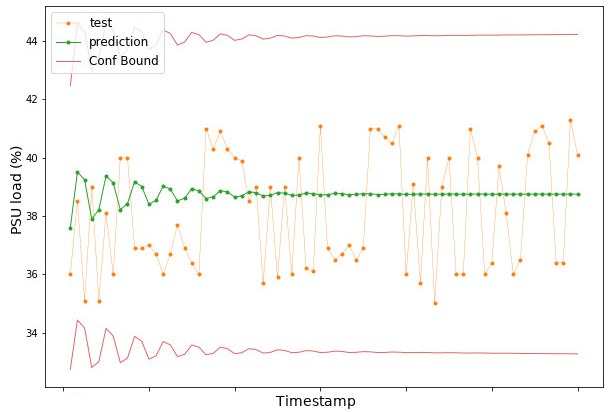 test
prediction
Conf Bound
PSU load (%)
44
42
40
38
36
34
Timestamp